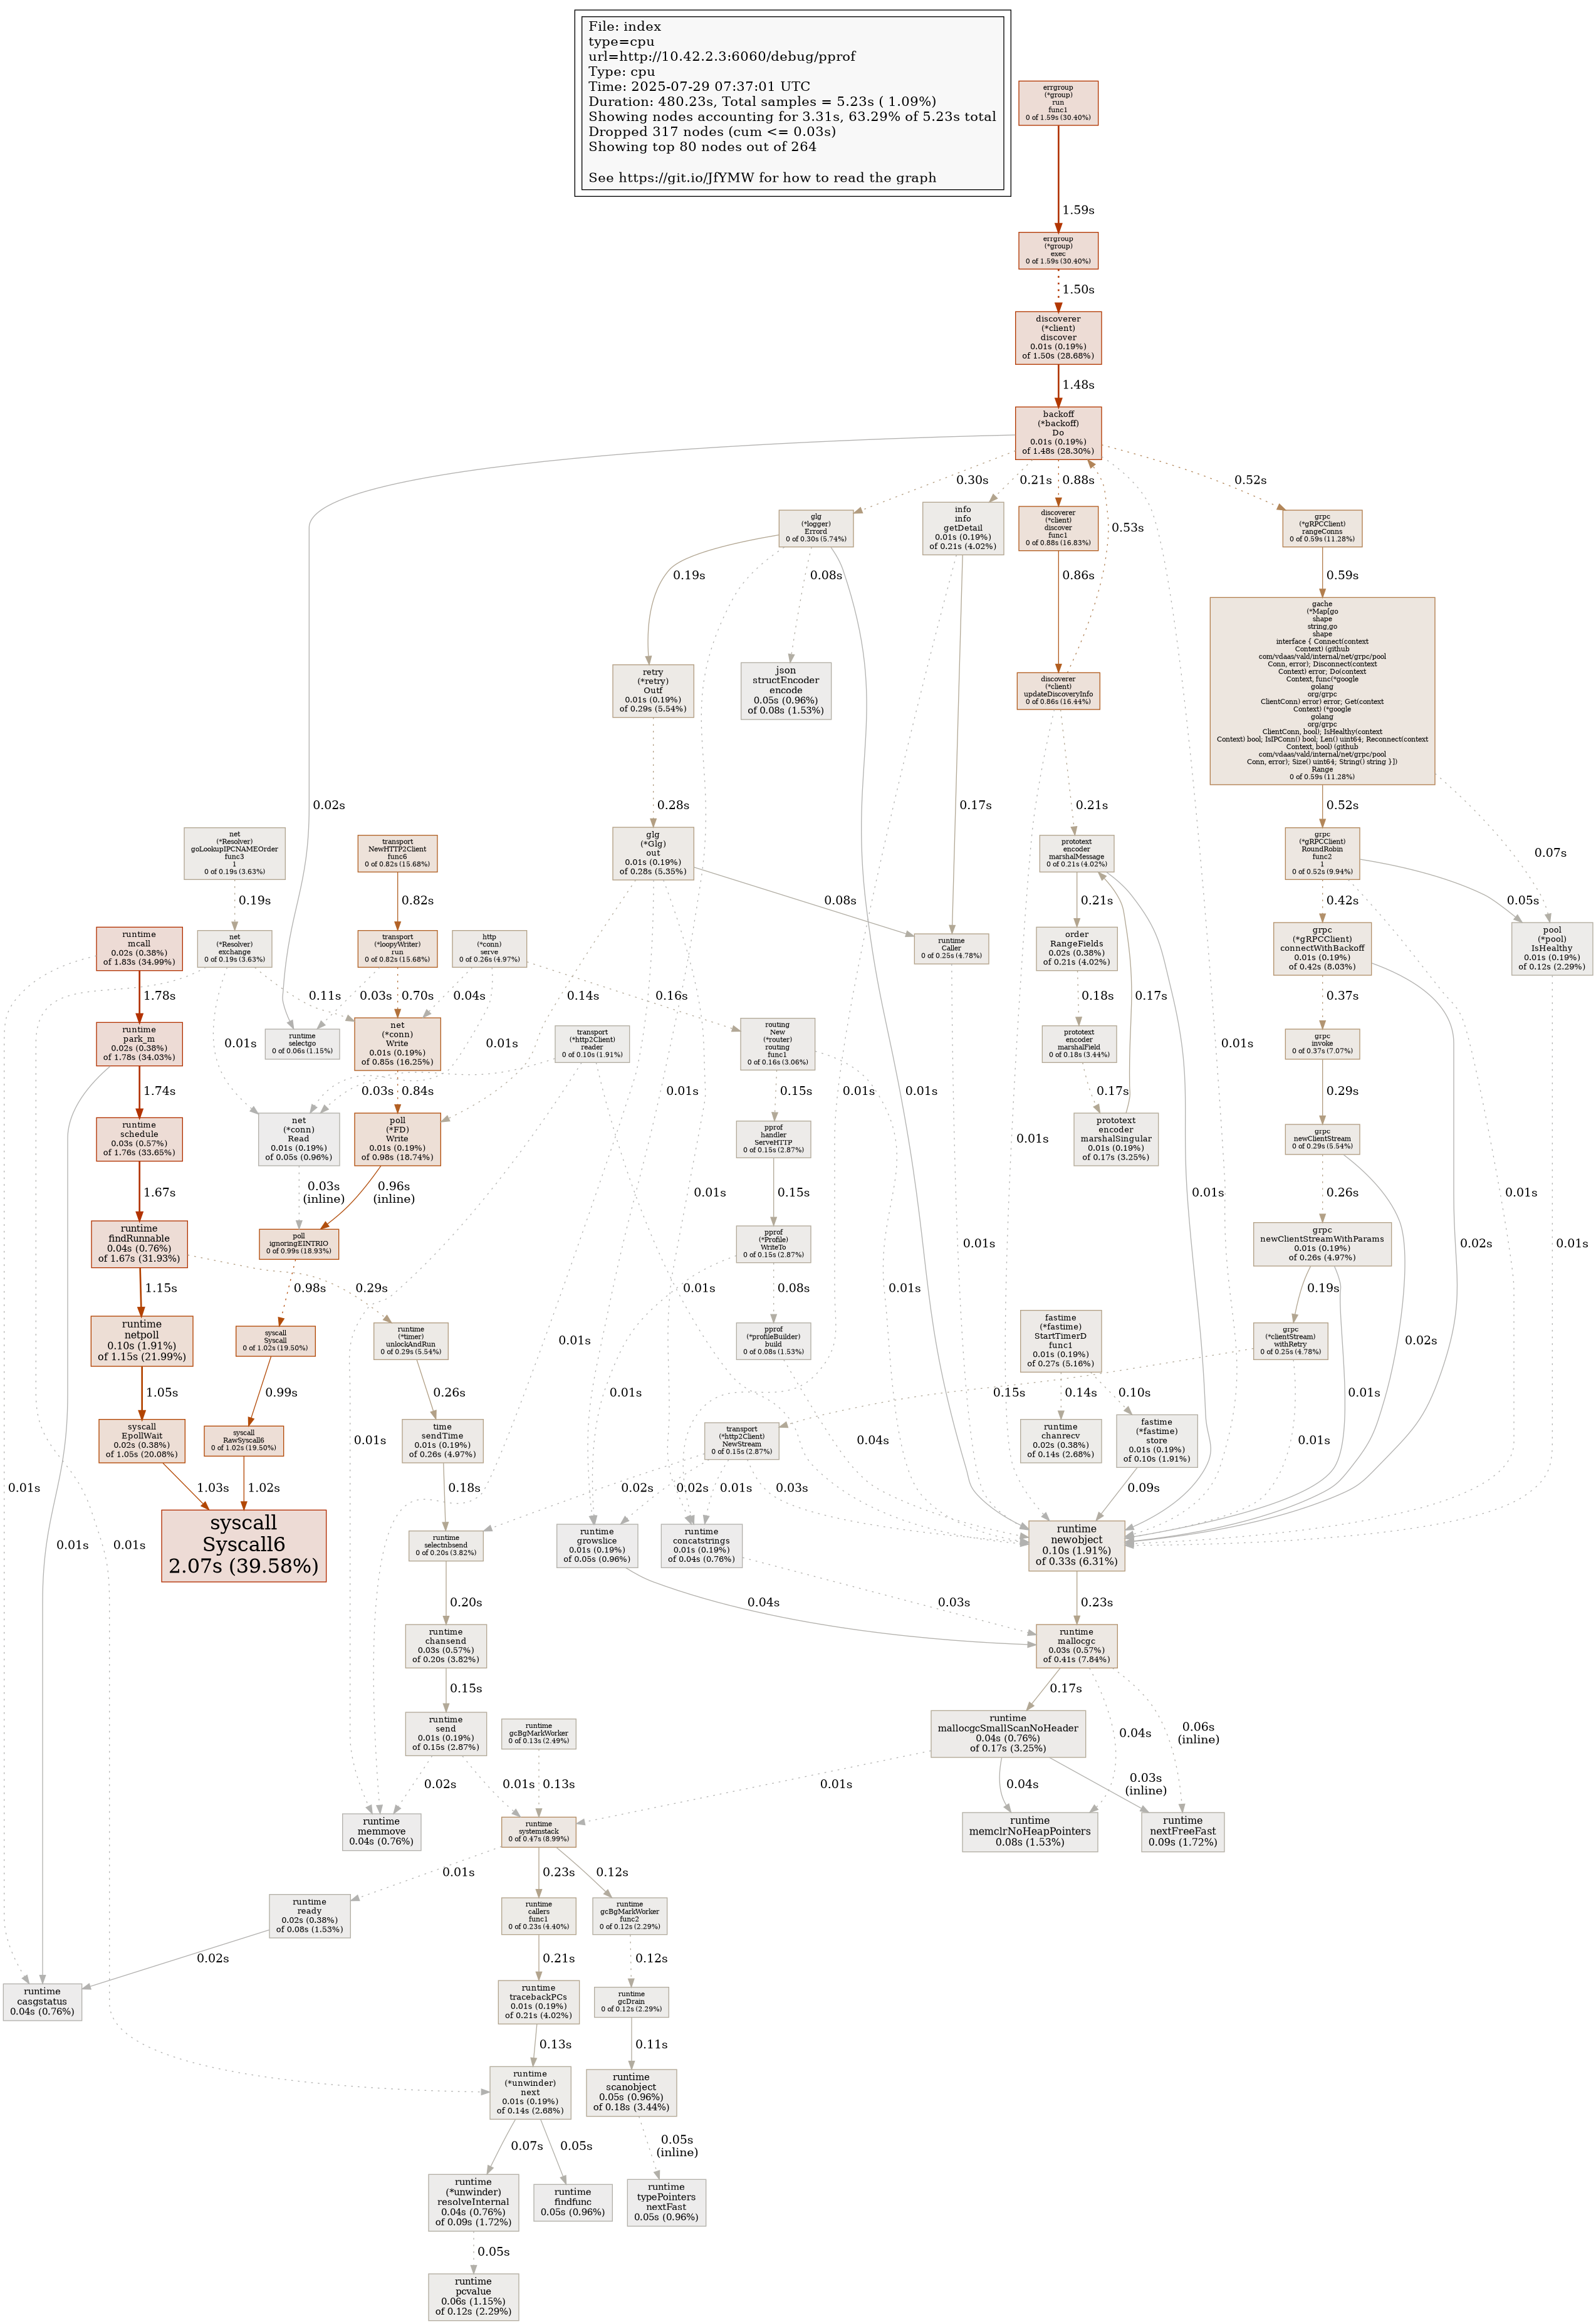 File: index
type=cpu
url=http://10.42.2.3:6060/debug/pprof
Type: cpu
Time: 2025-07-29 07:37:01 UTC
Duration: 480.23s, Total samples = 5.23s ( 1.09%)
Showing nodes accounting for 3.31s, 63.29% of 5.23s total
Dropped 317 nodes (cum <= 0.03s)
Showing top 80 nodes out of 264
See https://git.io/JfYMW for how to read the graph
errgroup
(*group)
run
func1
0 of 1.59s (30.40%)
1.59s
errgroup
(*group)
exec
0 of 1.59s (30.40%)
1.50s
discoverer
(*client)
discover
0.01s (0.19%)
of 1.50s (28.68%)
1.48s
backoff
(*backoff)
Do
0.01s (0.19%)
of 1.48s (28.30%)
0.30s
0.21s
0.88s
0.53s
0.52s
glg
(*logger)
Errord
0 of 0.30s (5.74%)
info
info
getDetail
0.01s (0.19%)
of 0.21s (4.02%)
discoverer
(*client)
discover
func1
0 of 0.88s (16.83%)
grpc
(*gRPCClient)
rangeConns
0 of 0.59s (11.28%)
0.19s
0.08s
0.86s
0.59s
gache
(*Map[go
shape
string,go
shape
interface { Connect(context
Context) (github
com/vdaas/vald/internal/net/grpc/pool
Conn, error); Disconnect(context
Context) error; Do(context
Context, func(*google
golang
org/grpc
ClientConn) error) error; Get(context
Context) (*google
golang
org/grpc
ClientConn, bool); IsHealthy(context
Context) bool; IsIPConn() bool; Len() uint64; Reconnect(context
Context, bool) (github
com/vdaas/vald/internal/net/grpc/pool
Conn, error); Size() uint64; String() string }])
Range
0 of 0.59s (11.28%)
retry
(*retry)
Outf
0.01s (0.19%)
of 0.29s (5.54%)
json
structEncoder
encode
0.05s (0.96%)
of 0.08s (1.53%)
discoverer
(*client)
updateDiscoveryInfo
0 of 0.86s (16.44%)
0.01s
0.02s
0.28s
0.17s
0.21s
0.52s
0.07s
net
(*Resolver)
goLookupIPCNAMEOrder
func3
1
0 of 0.19s (3.63%)
transport
NewHTTP2Client
func6
0 of 0.82s (15.68%)
glg
(*Glg)
out
0.01s (0.19%)
of 0.28s (5.35%)
prototext
encoder
marshalMessage
0 of 0.21s (4.02%)
grpc
(*gRPCClient)
RoundRobin
func2
1
0 of 0.52s (9.94%)
0.19s
0.82s
0.08s
0.21s
0.42s
0.05s
runtime
mcall
0.02s (0.38%)
of 1.83s (34.99%)
net
(*Resolver)
exchange
0 of 0.19s (3.63%)
transport
(*loopyWriter)
run
0 of 0.82s (15.68%)
http
(*conn)
serve
0 of 0.26s (4.97%)
runtime
Caller
0 of 0.25s (4.78%)
order
RangeFields
0.02s (0.38%)
of 0.21s (4.02%)
grpc
(*gRPCClient)
connectWithBackoff
0.01s (0.19%)
of 0.42s (8.03%)
pool
(*pool)
IsHealthy
0.01s (0.19%)
of 0.12s (2.29%)
1.78s
0.11s
0.03s
0.70s
0.04s
0.14s
0.16s
0.18s
0.17s
0.37s
runtime
park_m
0.02s (0.38%)
of 1.78s (34.03%)
0.01s
runtime
selectgo
0 of 0.06s (1.15%)
net
(*conn)
Write
0.01s (0.19%)
of 0.85s (16.25%)
0.01s
transport
(*http2Client)
reader
0 of 0.10s (1.91%)
routing
New
(*router)
routing
func1
0 of 0.16s (3.06%)
prototext
encoder
marshalField
0 of 0.18s (3.44%)
grpc
invoke
0 of 0.37s (7.07%)
1.74s
0.03s
0.84s
0.01s
0.15s
0.01s
0.01s
0.17s
0.29s
runtime
schedule
0.03s (0.57%)
of 1.76s (33.65%)
net
(*conn)
Read
0.01s (0.19%)
of 0.05s (0.96%)
poll
(*FD)
Write
0.01s (0.19%)
of 0.98s (18.74%)
pprof
handler
ServeHTTP
0 of 0.15s (2.87%)
0.01s
prototext
encoder
marshalSingular
0.01s (0.19%)
of 0.17s (3.25%)
grpc
newClientStream
0 of 0.29s (5.54%)
1.67s
0.03s
(inline)
0.96s
(inline)
0.01s
0.15s
0.01s
0.26s
0.01s
runtime
findRunnable
0.04s (0.76%)
of 1.67s (31.93%)
poll
ignoringEINTRIO
0 of 0.99s (18.93%)
pprof
(*Profile)
WriteTo
0 of 0.15s (2.87%)
0.01s
grpc
newClientStreamWithParams
0.01s (0.19%)
of 0.26s (4.97%)
0.02s
0.01s
1.15s
0.98s
0.29s
0.01s
0.08s
0.01s
0.19s
runtime
netpoll
0.10s (1.91%)
of 1.15s (21.99%)
syscall
Syscall
0 of 1.02s (19.50%)
runtime
(*timer)
unlockAndRun
0 of 0.29s (5.54%)
0.01s
pprof
(*profileBuilder)
build
0 of 0.08s (1.53%)
fastime
(*fastime)
StartTimerD
func1
0.01s (0.19%)
of 0.27s (5.16%)
grpc
(*clientStream)
withRetry
0 of 0.25s (4.78%)
0.02s
1.05s
0.99s
0.26s
0.01s
0.15s
0.14s
0.10s
0.01s
syscall
EpollWait
0.02s (0.38%)
of 1.05s (20.08%)
syscall
RawSyscall6
0 of 1.02s (19.50%)
0.01s
time
sendTime
0.01s (0.19%)
of 0.26s (4.97%)
transport
(*http2Client)
NewStream
0 of 0.15s (2.87%)
0.04s
runtime
chanrecv
0.02s (0.38%)
of 0.14s (2.68%)
fastime
(*fastime)
store
0.01s (0.19%)
of 0.10s (1.91%)
0.01s
0.01s
1.03s
1.02s
0.18s
0.02s
0.02s
0.01s
0.03s
0.09s
syscall
Syscall6
2.07s (39.58%)
0.01s
0.01s
runtime
selectnbsend
0 of 0.20s (3.82%)
runtime
growslice
0.01s (0.19%)
of 0.05s (0.96%)
runtime
concatstrings
0.01s (0.19%)
of 0.04s (0.76%)
runtime
newobject
0.10s (1.91%)
of 0.33s (6.31%)
0.20s
0.04s
0.03s
0.23s
runtime
chansend
0.03s (0.57%)
of 0.20s (3.82%)
runtime
mallocgc
0.03s (0.57%)
of 0.41s (7.84%)
0.15s
0.17s
0.04s
0.06s
(inline)
runtime
send
0.01s (0.19%)
of 0.15s (2.87%)
runtime
gcBgMarkWorker
0 of 0.13s (2.49%)
runtime
mallocgcSmallScanNoHeader
0.04s (0.76%)
of 0.17s (3.25%)
0.02s
0.01s
0.13s
0.01s
0.04s
0.03s
(inline)
runtime
memmove
0.04s (0.76%)
runtime
systemstack
0 of 0.47s (8.99%)
runtime
memclrNoHeapPointers
0.08s (1.53%)
runtime
nextFreeFast
0.09s (1.72%)
0.01s
0.23s
0.12s
runtime
ready
0.02s (0.38%)
of 0.08s (1.53%)
runtime
callers
func1
0 of 0.23s (4.40%)
runtime
gcBgMarkWorker
func2
0 of 0.12s (2.29%)
0.02s
0.21s
0.12s
runtime
casgstatus
0.04s (0.76%)
runtime
tracebackPCs
0.01s (0.19%)
of 0.21s (4.02%)
runtime
gcDrain
0 of 0.12s (2.29%)
0.13s
0.11s
runtime
(*unwinder)
next
0.01s (0.19%)
of 0.14s (2.68%)
runtime
scanobject
0.05s (0.96%)
of 0.18s (3.44%)
0.07s
0.05s
0.05s
(inline)
runtime
(*unwinder)
resolveInternal
0.04s (0.76%)
of 0.09s (1.72%)
runtime
findfunc
0.05s (0.96%)
runtime
typePointers
nextFast
0.05s (0.96%)
0.05s
runtime
pcvalue
0.06s (1.15%)
of 0.12s (2.29%)